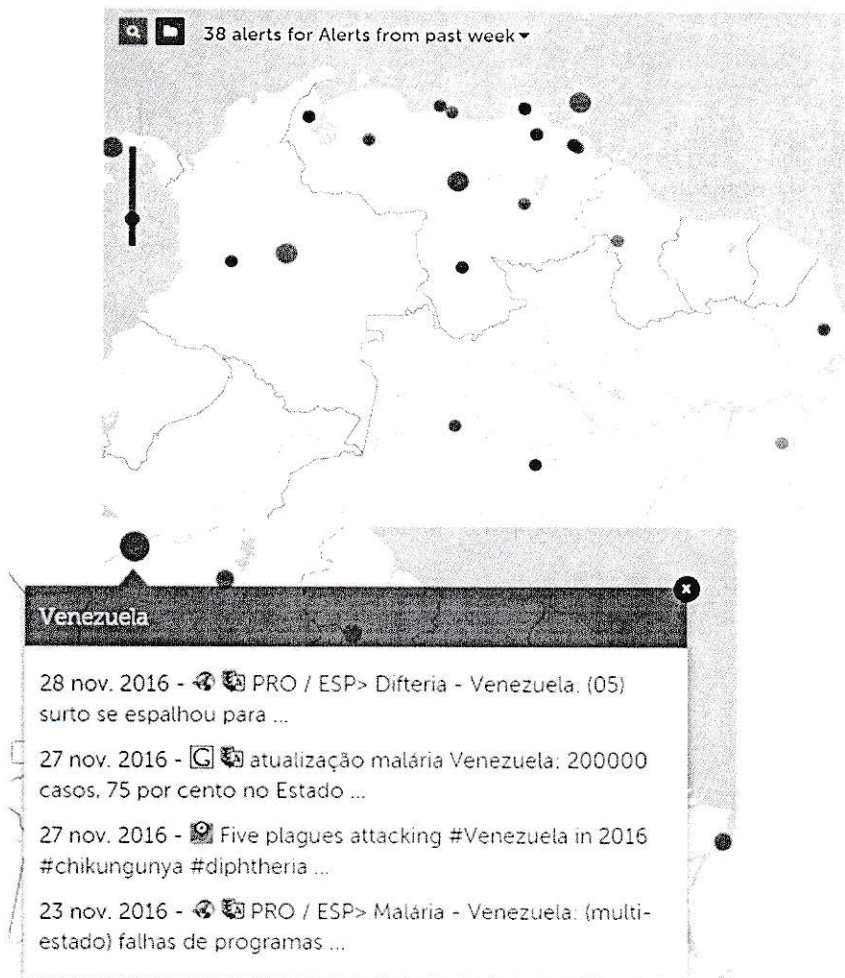 38 alerts for Alerts from past week
x
Venezuela
28 nov. 2016 - PRO / ESP> Difteria - Venezuela: (05)
surto se espalhou para ...
27 nov. 2016 - G atualização malária Venezuela: 200000
casos, 75 por cento no Estado ...
27 nov. 2016 - Five plagues attacking #Venezuela in 2016
#chikungunya #diphtheria ...
23 nov. 2016 - PRO / ESP> Malária - Venezuela: (multi-
estado) falhas de programas ...